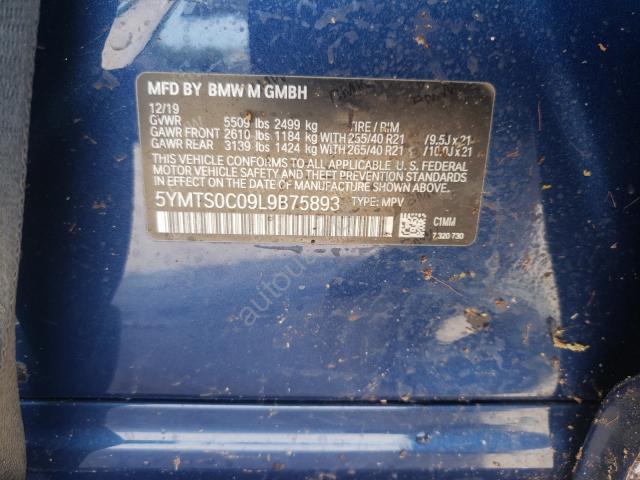 MFD BY BMW M GMBH
12/19
GVWR 5509 lbs 2499 kg TIRE / RIM
GAWR FRONT 2610 lbs 1184 kg WITH 255/40 R21 /9.5Jx21
GAWR REAR 3139 lbs 1424 kg WITH 265/40 R21 /10.0Jx21
THIS VEHICLE CONFORMS TO ALL APPLICABLE U. S. FEDERAL
MOTOR VEHICLE SAFETY AND THEFT PREVENTION STANDARDS
IN EFFECT ON THE DATE OF MANUFACTURE SHOWN ABOVE.
5YMTS0C09L9B75893 TYPE: MPV
C1MM
7.320 730